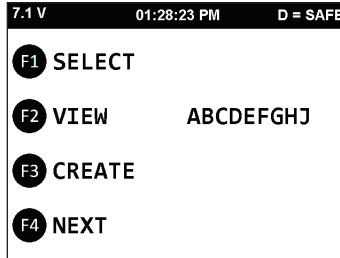 7.1 V 01:28:23 PM D = SAFE
F1 SELECT
F2 VIEW ABCDEFGHJ
F3 CREATE
F4 NEXT